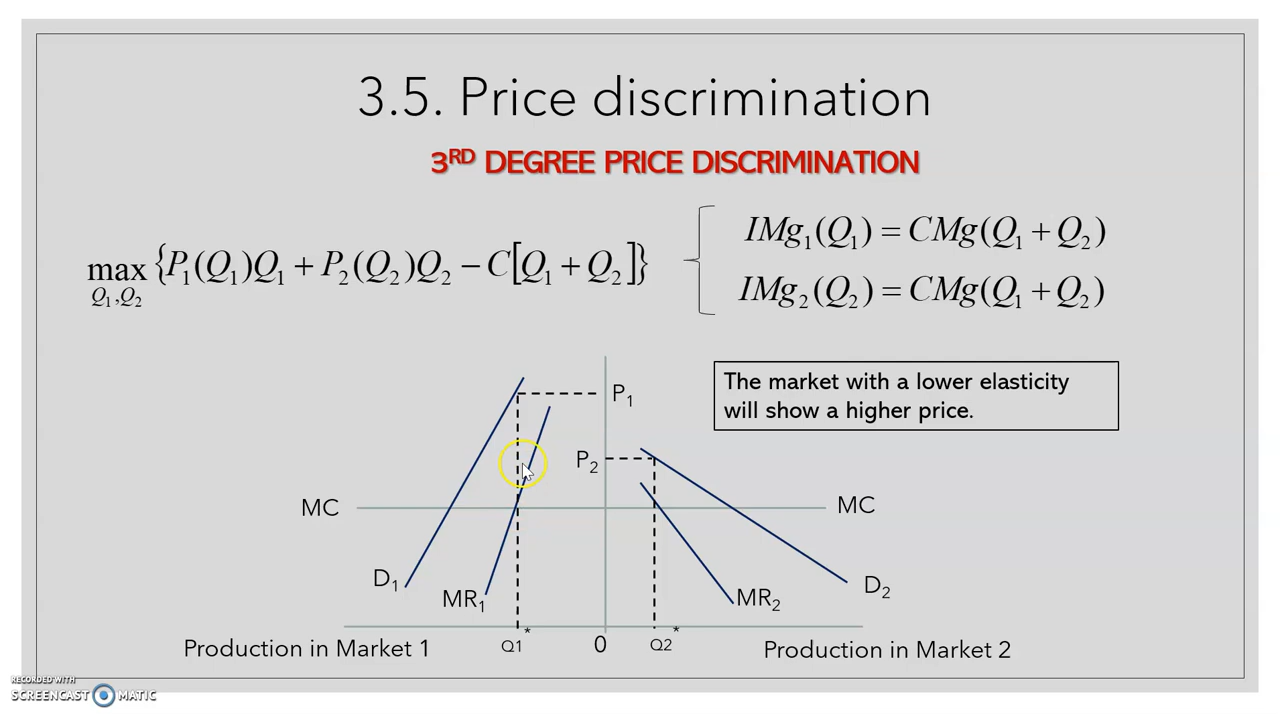 3.5. Price discrimination
3RD DEGREE PRICE DISCRIMINATION
max {P1(Q1)Q1 + P2(Q2)Q2 − C[Q1 + Q2]}
Q1,Q2
IMg1(Q1) = CMg(Q1 + Q2)
IMg2(Q2) = CMg(Q1 + Q2)
The market with a lower elasticity
will show a higher price.
P1
P2
MC
MC
D1
MR1
MR2
D2
Q1*
0
Q2*
Production in Market 1
Production in Market 2
RECORDED WITH
SCREENCAST MATIC